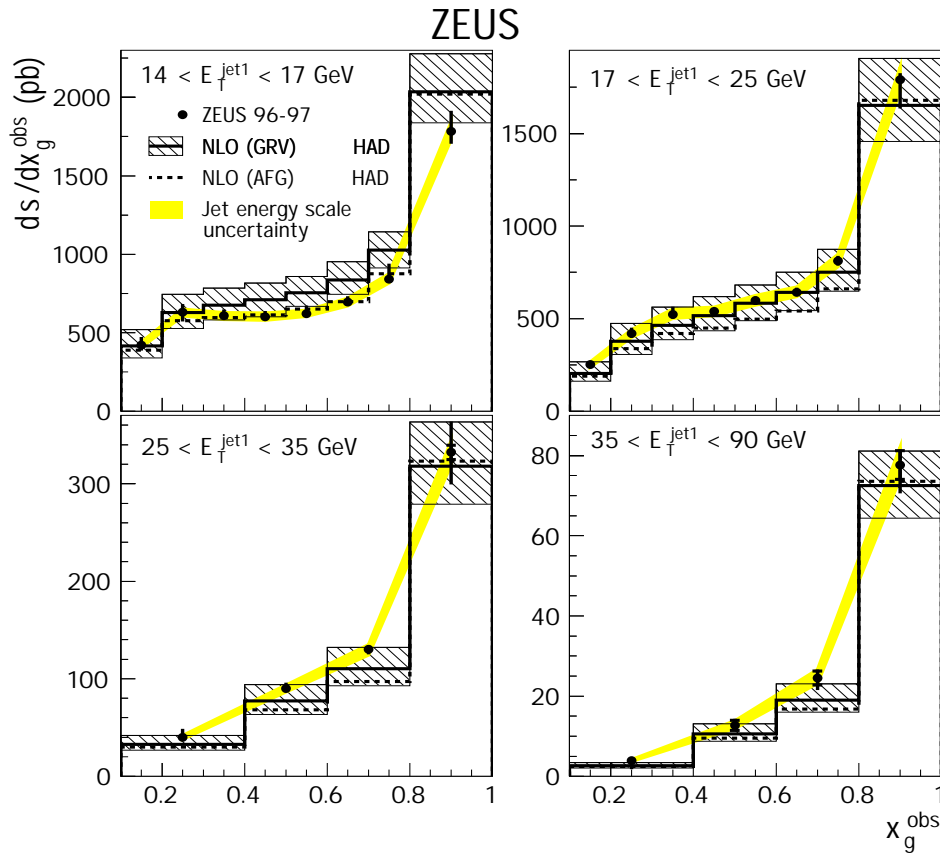 ZEUS
14 < E_T^jet1 < 17 GeV
ZEUS 96-97
NLO (GRV) HAD
NLO (AFG) HAD
Jet energy scale
uncertainty
17 < E_T^jet1 < 25 GeV
25 < E_T^jet1 < 35 GeV
35 < E_T^jet1 < 90 GeV
ds/dx_g^obs (pb)
2000
1500
1000
500
0
1500
1000
500
0
300
200
100
0
80
60
40
20
0
0.2 0.4 0.6 0.8 1
0.2 0.4 0.6 0.8 1
x_g^obs